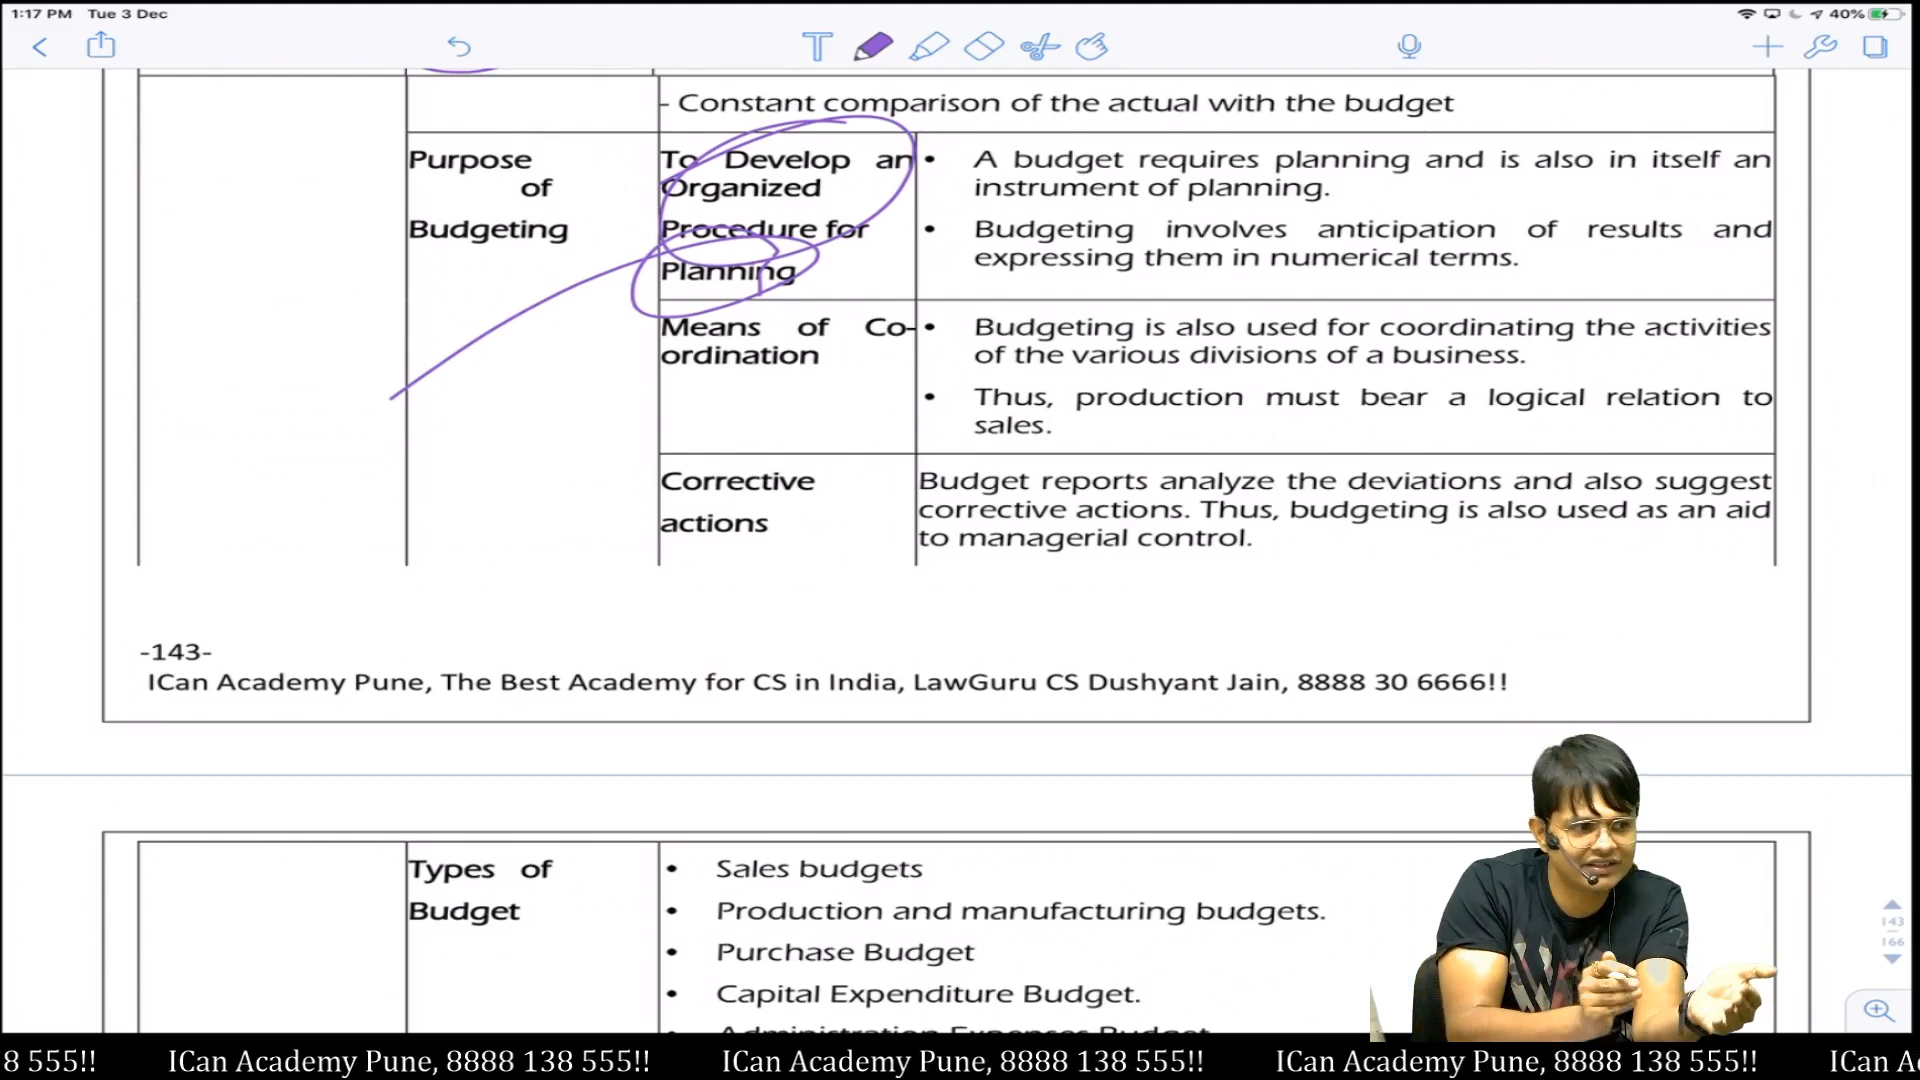 1:17 PM Tue 3 Dec
40%
T
- Constant comparison of the actual with the budget
Purpose
of
Budgeting
To Develop an
Organized
Procedure for
Planning
• A budget requires planning and is also in itself an
instrument of planning.
• Budgeting involves anticipation of results and
expressing them in numerical terms.
Means of Co-
ordination
• Budgeting is also used for coordinating the activities
of the various divisions of a business.
• Thus, production must bear a logical relation to
sales.
Corrective
actions
Budget reports analyze the deviations and also suggest
corrective actions. Thus, budgeting is also used as an aid
to managerial control.
-143-
ICan Academy Pune, The Best Academy for CS in India, LawGuru CS Dushyant Jain, 8888 30 6666!!
Types of
Budget
• Sales budgets
• Production and manufacturing budgets.
• Purchase Budget
• Capital Expenditure Budget.
• Administration Expenses Budget
143
166
8 555!! ICan Academy Pune, 8888 138 555!! ICan Academy Pune, 8888 138 555!! ICan Academy Pune, 8888 138 555!! ICan Ac